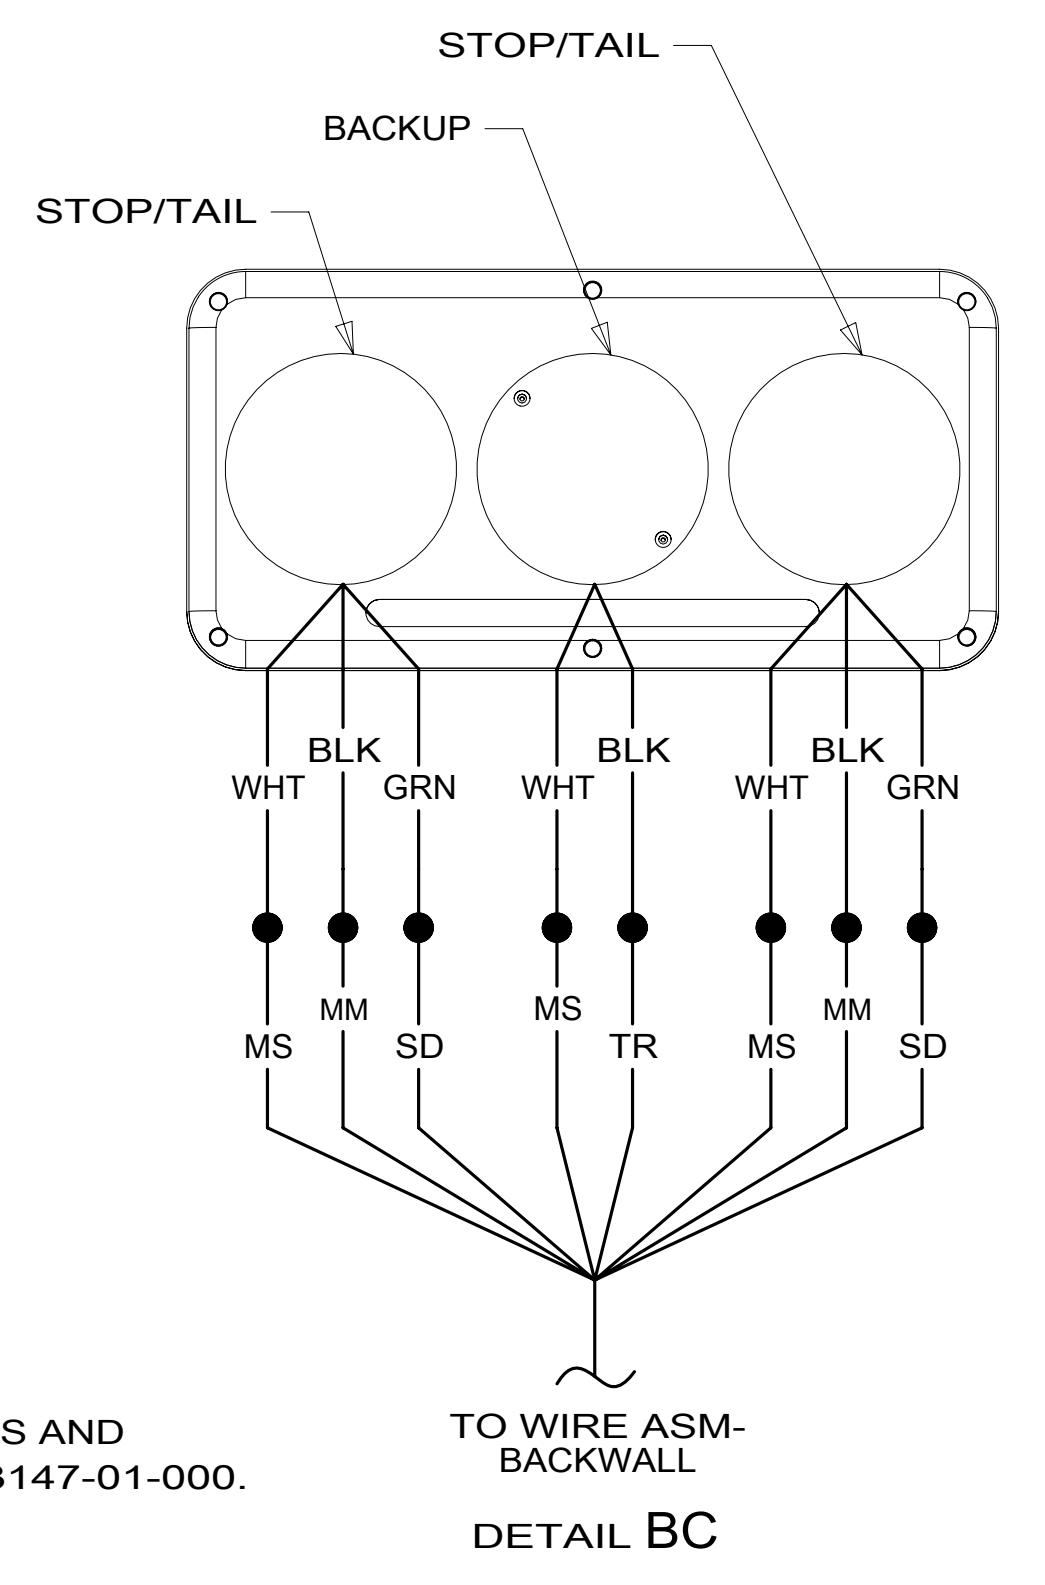 STOP/TAIL
BACKUP
STOP/TAIL
BLK BLK BLK
WHT GRN WHT WHT GRN
MM MS MM
MS SD TR MS SD
S AND
3147-01-000.
TO WIRE ASM-
BACKWALL
DETAIL BC